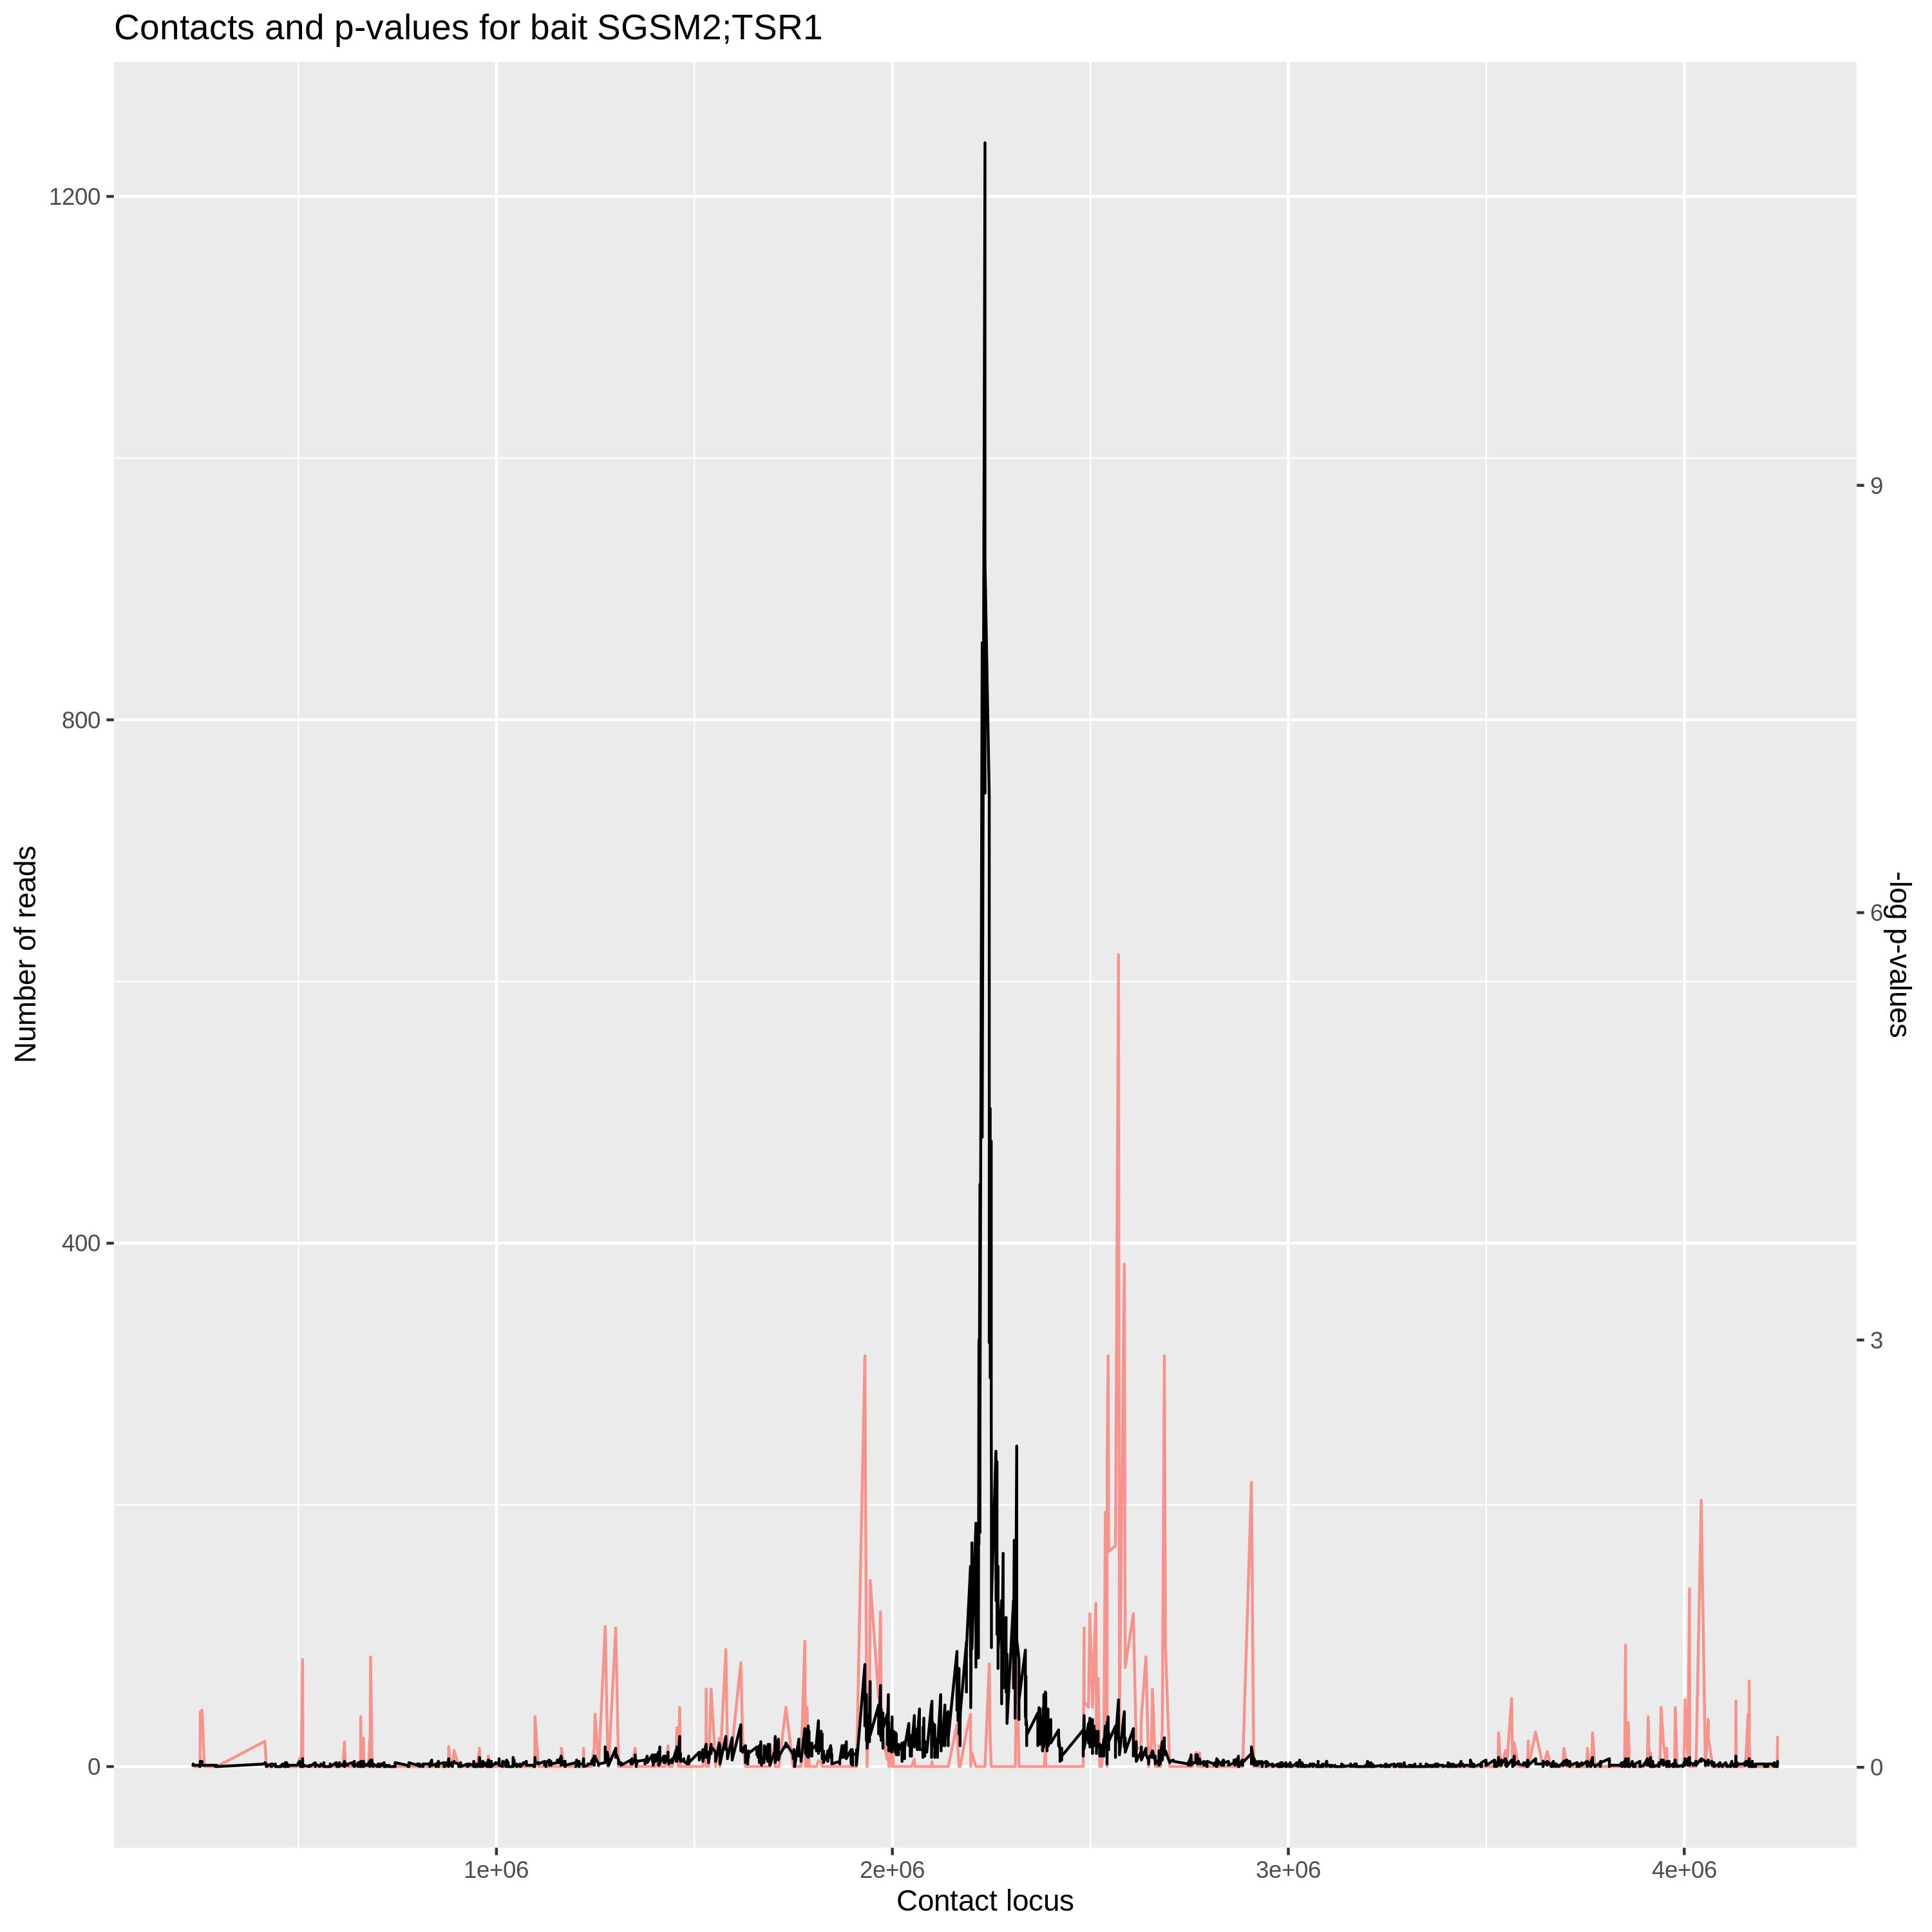 Contacts and p-values for bait SGSM2;TSR1
1200
800
400
0
Number of reads
9
6
3
0
-log p-values
1e+06
2e+06
3e+06
4e+06
Contact locus